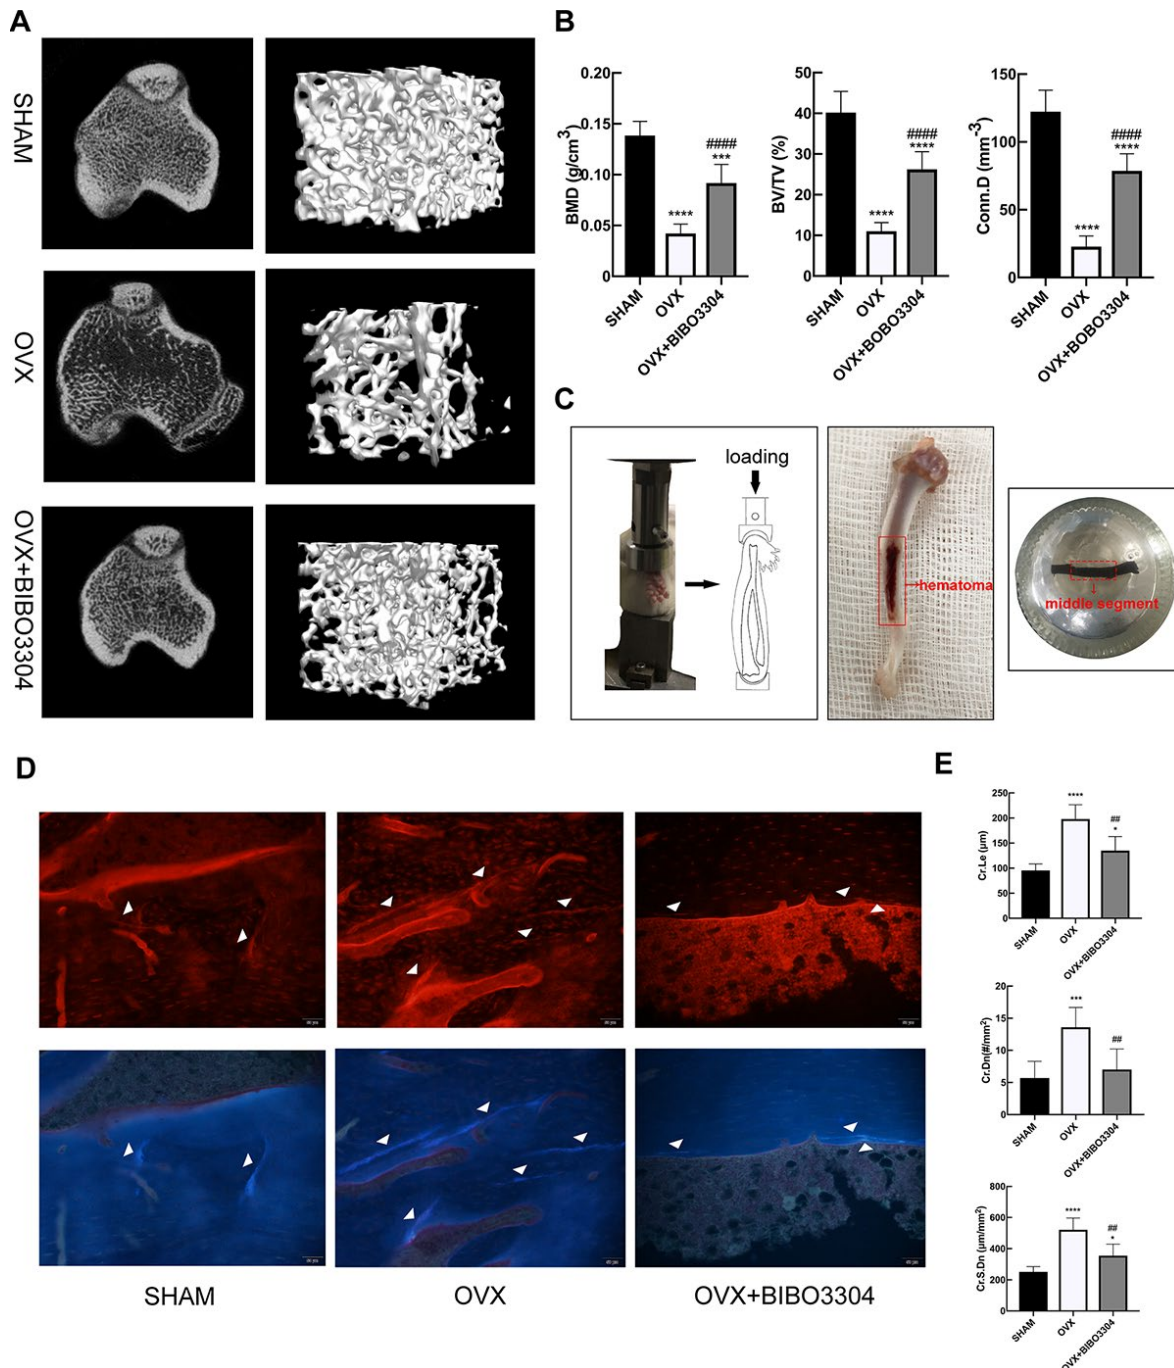 A
SHAM
OVX
OVX+BIBO3304
B
BMD (g/cm3)
0.20
0.15
0.10
0.05
0
****
####
***
SHAM
OVX
OVX+BIBO3304
BV/TV (%)
50
40
30
20
10
0
****
####
****
SHAM
OVX
OVX+BOBO3304
Conn.D (mm-3)
150
100
50
0
****
####
****
SHAM
OVX
OVX+BOBO3304
C
loading
hematoma
middle segment
D
SHAM
OVX
OVX+BIBO3304
E
Cr.Le (μm)
250
200
150
100
50
0
****
##
*
SHAM
OVX
OVX+BIBO3304
Cr.Dn(#/mm²)
20
15
10
5
0
***
##
SHAM
OVX
OVX+BIBO3304
Cr.S.Dn (μm/mm²)
800
600
400
200
0
****
##
*
SHAM
OVX
OVX+BIBO3304